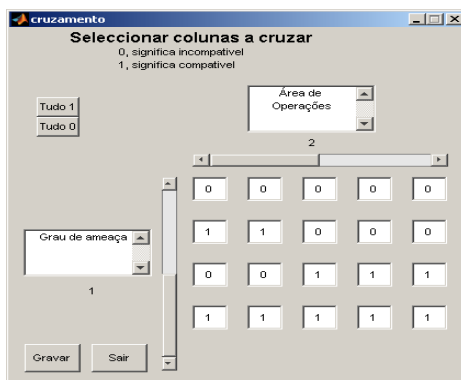 cruzamento
Seleccionar colunas a cruzar
0, significa incompativel
1, significa compativel
Tudo 1
Tudo 0
Área de
Operações
2
0 0 0 0 0
1 1 0 0 0
Grau de ameaça
0 0 1 1 1
1
1 1 1 1 1
Gravar Sair